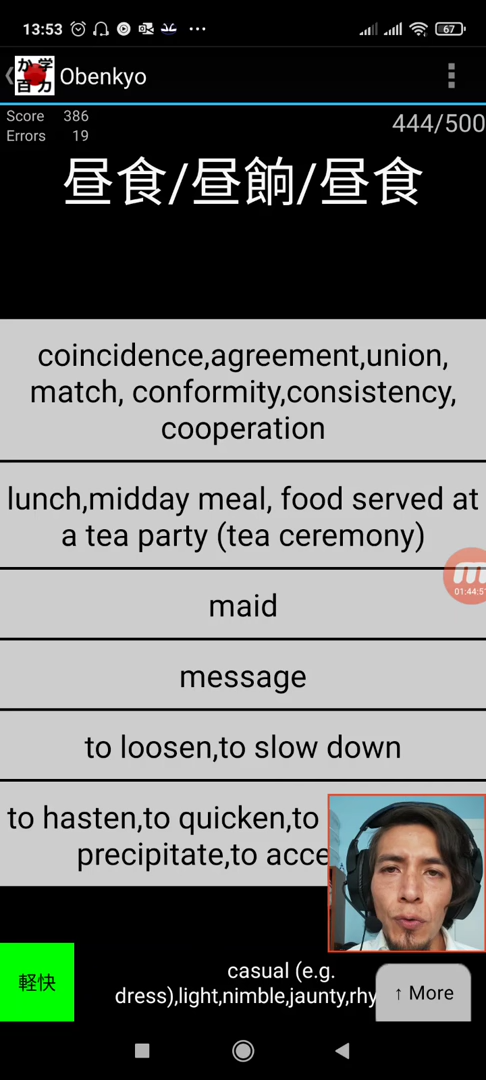 13:53
67
Obenkyo
Score 386
Errors 19
444/500
昼食/昼餉/昼食
coincidence,agreement,union,
match, conformity,consistency,
cooperation
lunch,midday meal, food served at
a tea party (tea ceremony)
maid
01:44:5
message
to loosen,to slow down
to hasten,to quicken,to
precipitate,to acce
軽快
casual (e.g.
dress),light,nimble,jaunty,rhy
↑ More